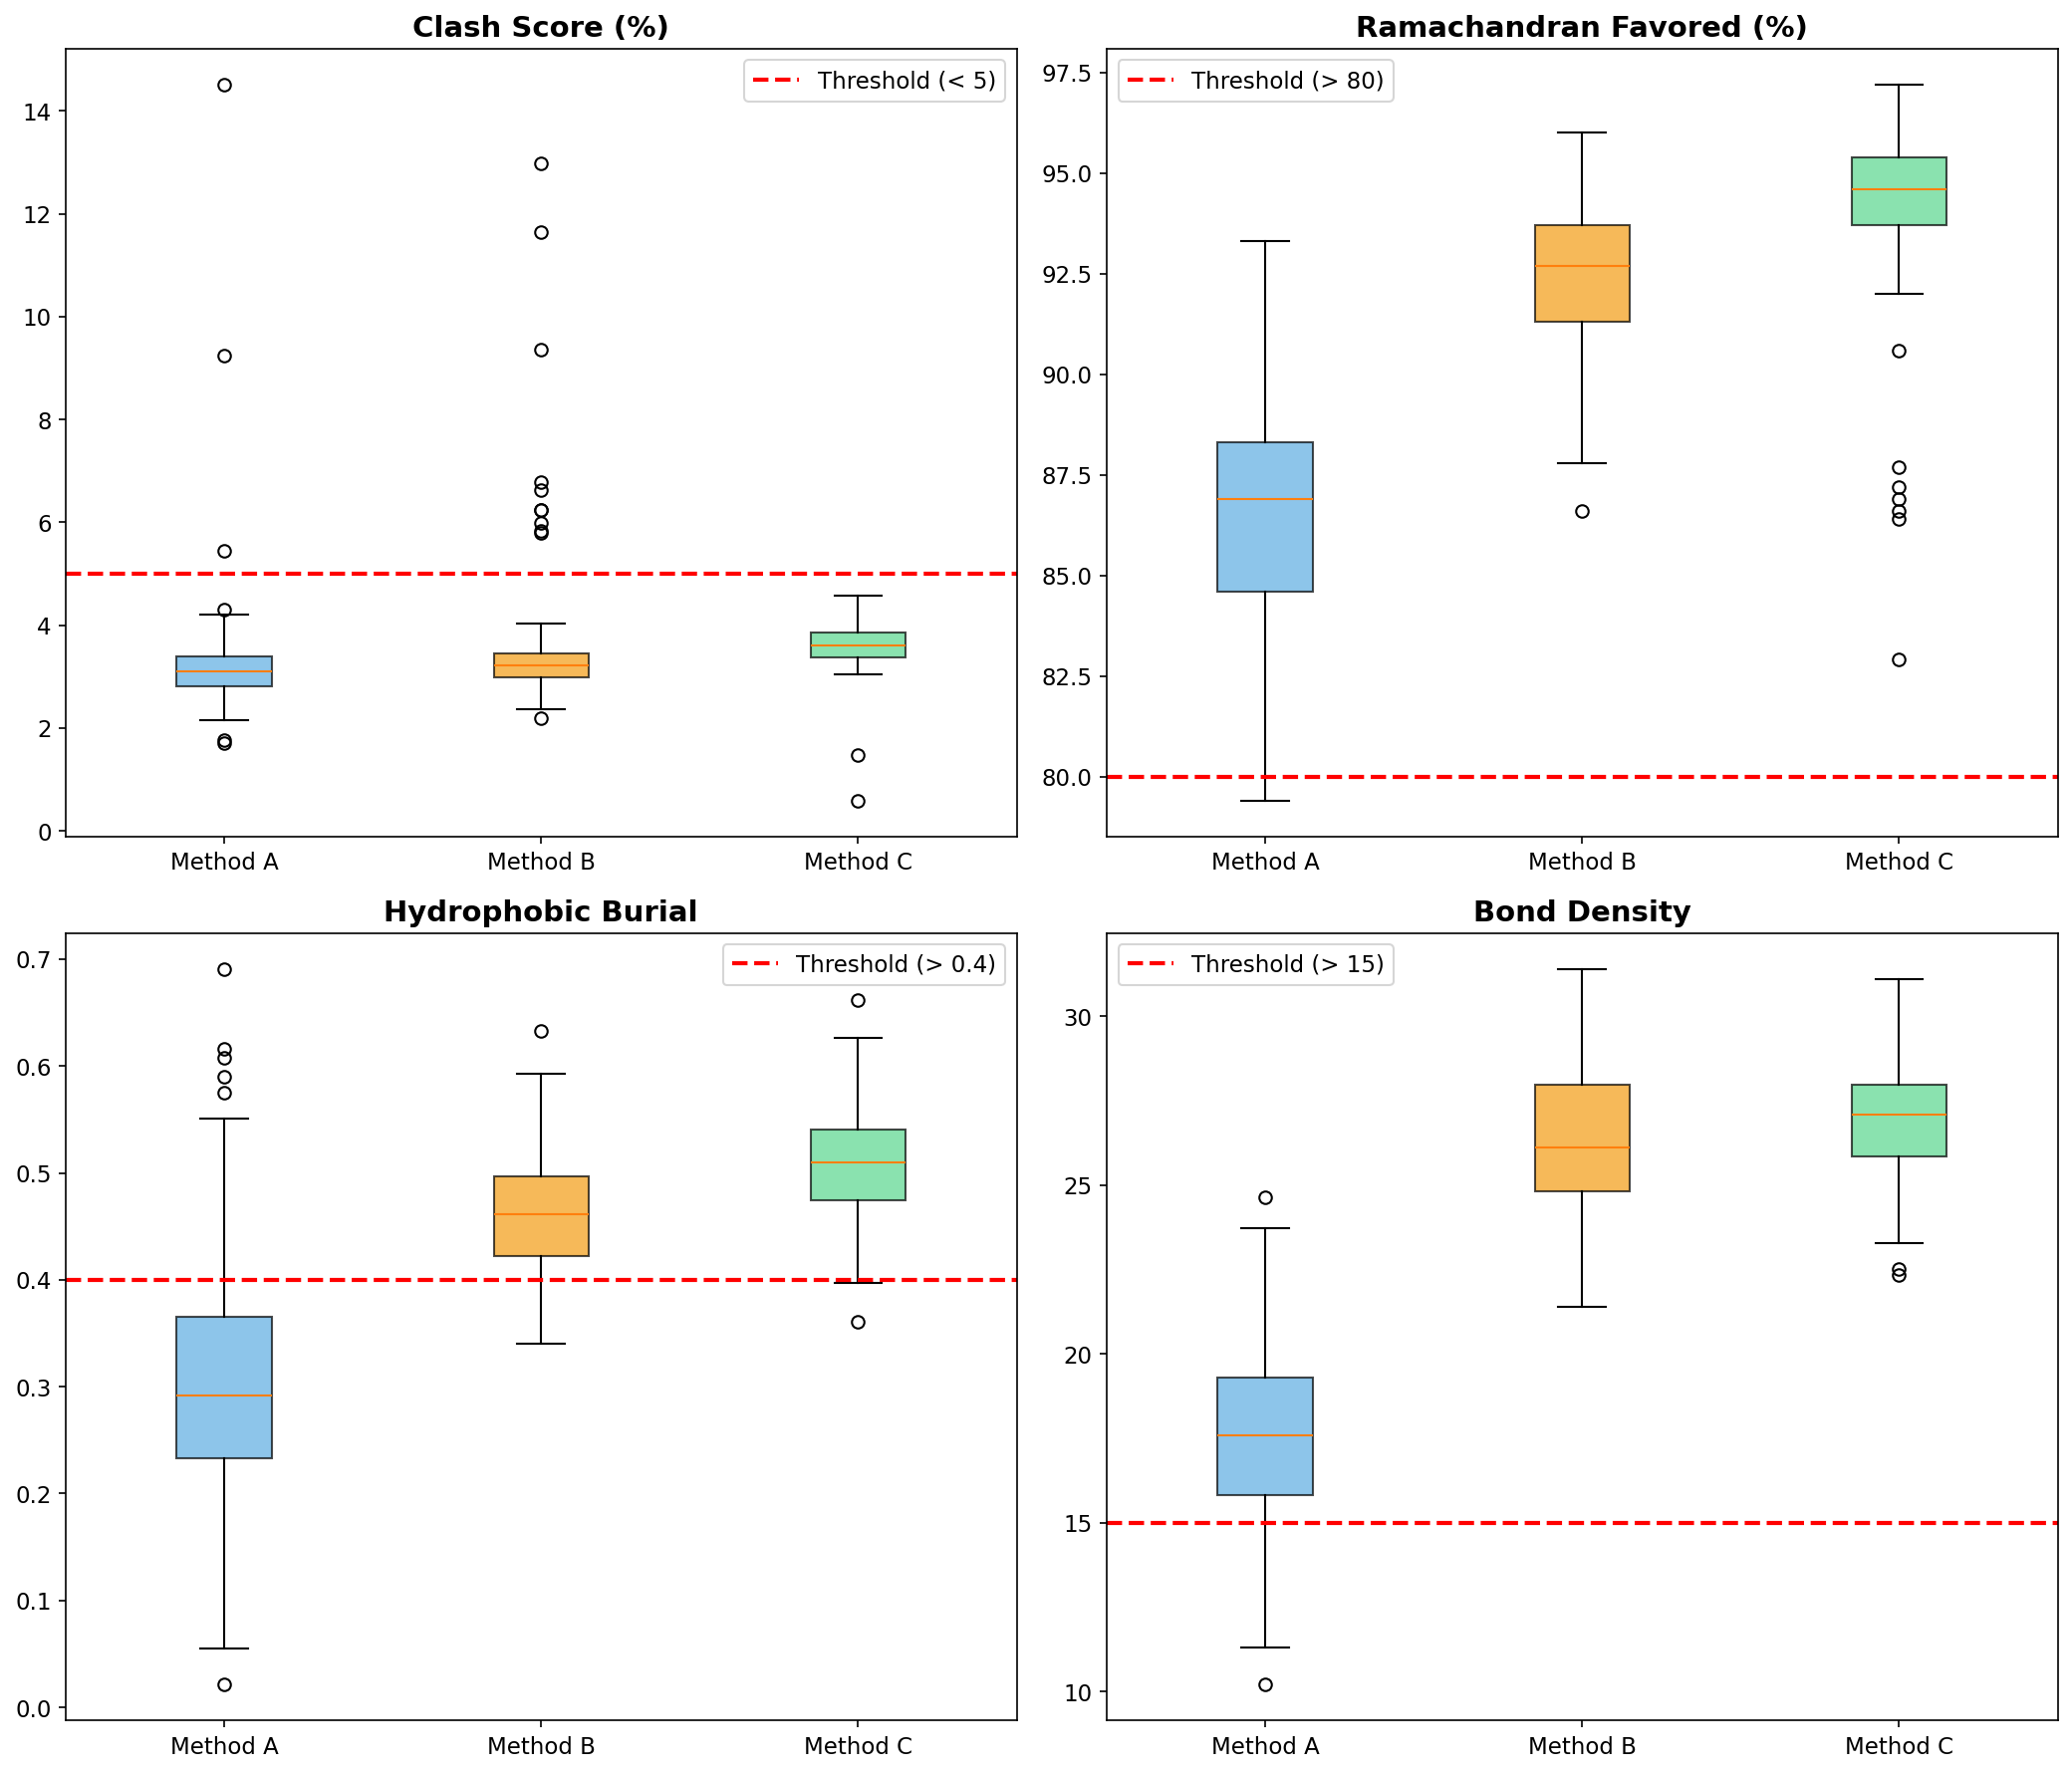 Clash Score (%)
Threshold (< 5)
14
12
10
8
6
4
2
0
Method A
Method B
Method C
Ramachandran Favored (%)
Threshold (> 80)
97.5
95.0
92.5
90.0
87.5
85.0
82.5
80.0
Method A
Method B
Method C
Hydrophobic Burial
Threshold (> 0.4)
0.7
0.6
0.5
0.4
0.3
0.2
0.1
0.0
Method A
Method B
Method C
Bond Density
Threshold (> 15)
30
25
20
15
10
Method A
Method B
Method C